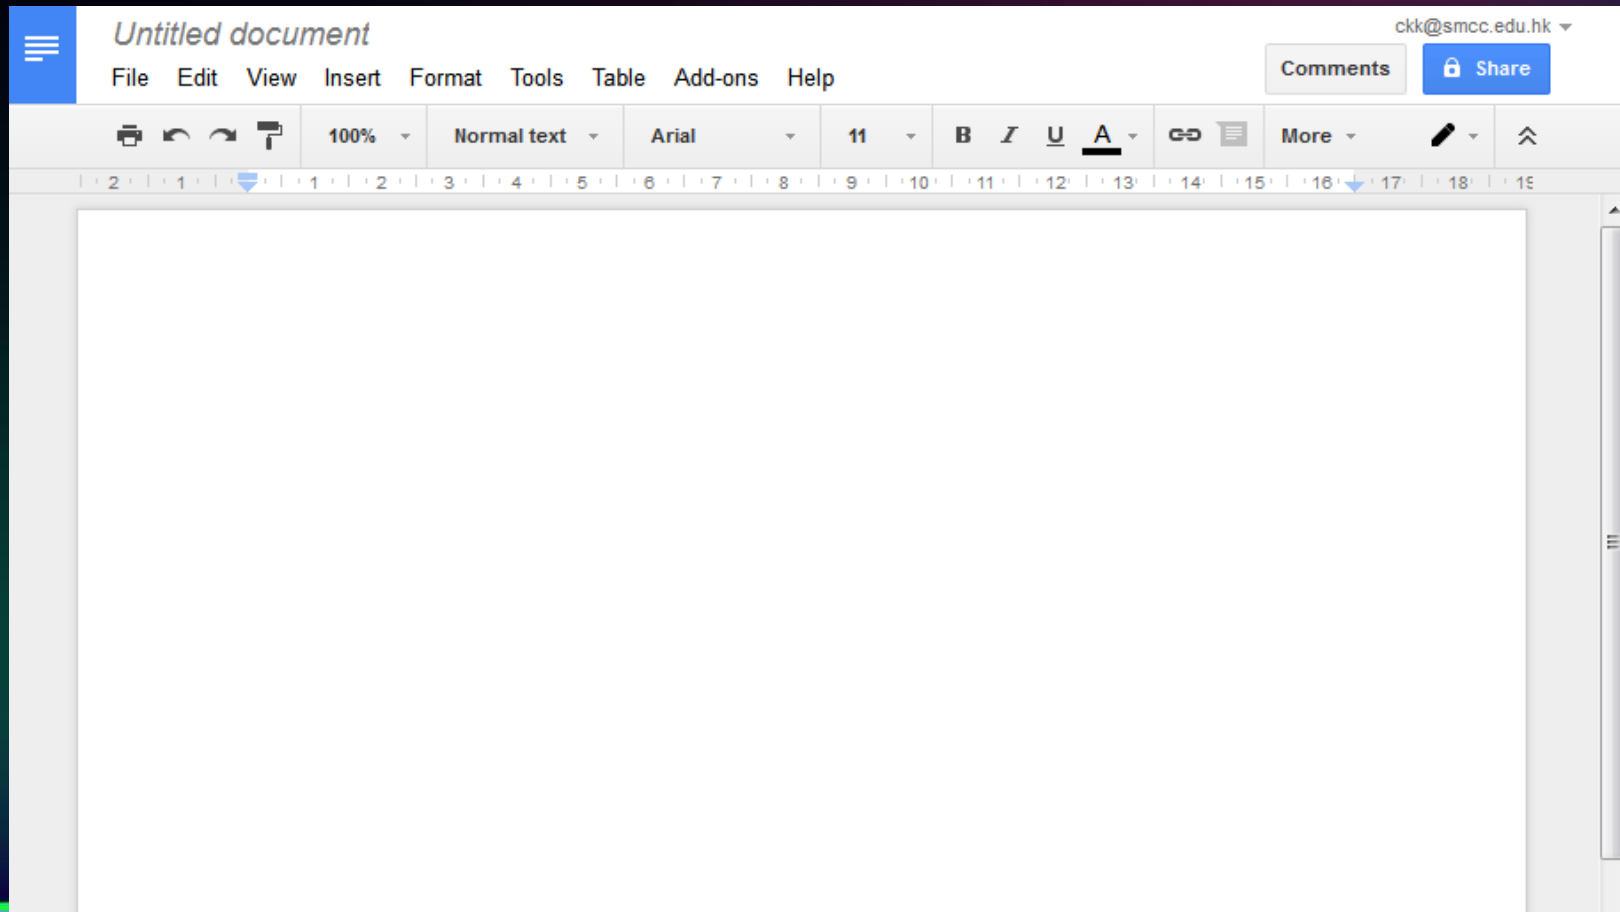 Untitled document
ckk@smcc.edu.hk
File Edit View Insert Format Tools Table Add-ons Help
Comments Share
100% Normal text Arial 11 B I U A More
2 1 1 2 3 4 5 6 7 8 9 10 11 12 13 14 15 16 17 18 19